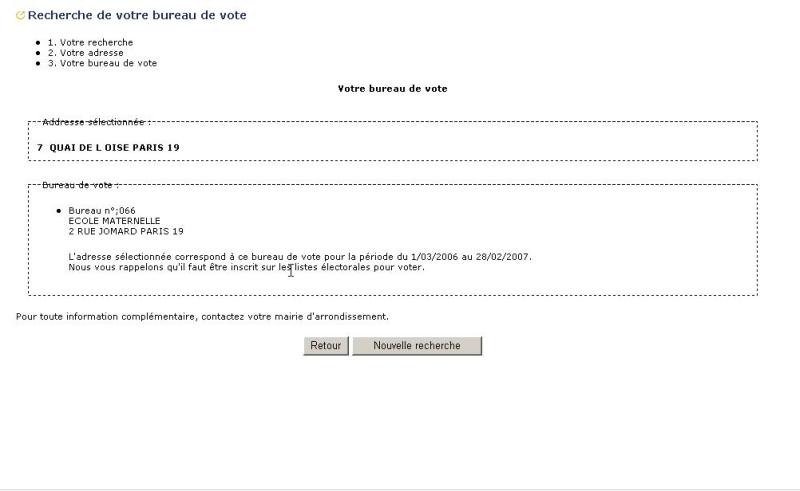 Recherche de votre bureau de vote
1. Votre recherche
2. Votre adresse
3. Votre bureau de vote
Votre bureau de vote
Addresse sélectionnée :
7 QUAI DE L OISE PARIS 19
Bureau de vote :
Bureau n°;066
ECOLE MATERNELLE
2 RUE JOMARD PARIS 19
L'adresse sélectionnée correspond à ce bureau de vote pour la période du 1/03/2006 au 28/02/2007.
Nous vous rappelons qu'il faut être inscrit sur les listes électorales pour voter.
Pour toute information complémentaire, contactez votre mairie d'arrondissement.
Retour
Nouvelle recherche